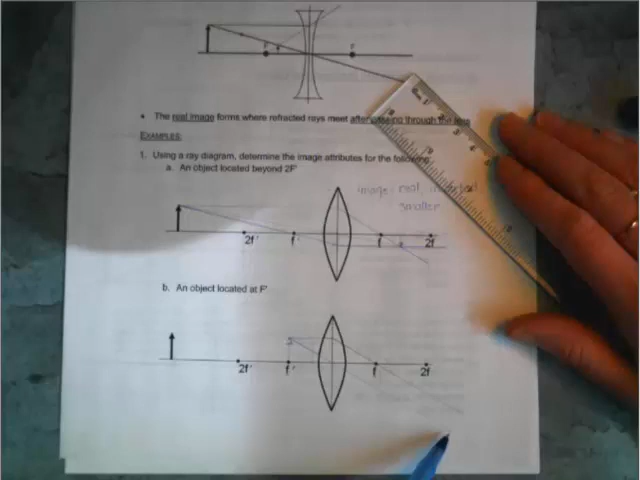 F F
• The real image forms where refracted rays meet after passing through the lens
EXAMPLES:
1. Using a ray diagram, determine the image attributes for the following:
a. An object located beyond 2F'
image: real,
smaller
2f' f' f 2f
b. An object located at F'
2f' f' f 2f